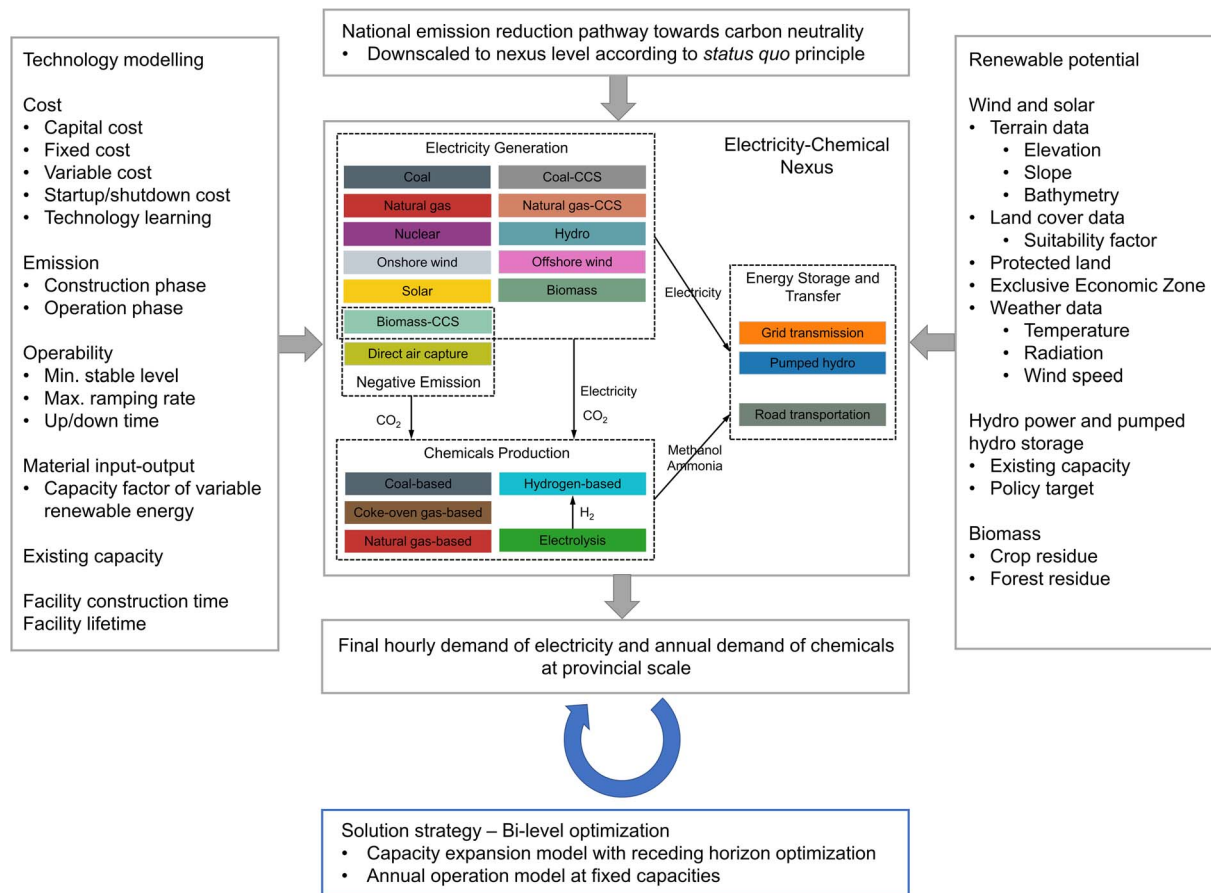 National emission reduction pathway towards carbon neutrality
• Downscaled to nexus level according to status quo principle
Technology modelling
Cost
• Capital cost
• Fixed cost
• Variable cost
• Startup/shutdown cost
• Technology learning
Emission
• Construction phase
• Operation phase
Operability
• Min. stable level
• Max. ramping rate
• Up/down time
Material input-output
• Capacity factor of variable
renewable energy
Existing capacity
Facility construction time
Facility lifetime
Electricity-Chemical
Nexus
Electricity Generation
Coal
Coal-CCS
Natural gas
Natural gas-CCS
Nuclear
Hydro
Onshore wind
Offshore wind
Solar
Biomass
Biomass-CCS
Direct air capture
Negative Emission
CO₂
Electricity
CO₂
Electricity
Energy Storage and
Transfer
Grid transmission
Pumped hydro
Road transportation
Methanol
Ammonia
Chemicals Production
Coal-based
Hydrogen-based
Coke-oven gas-based
H₂
Natural gas-based
Electrolysis
Renewable potential
Wind and solar
• Terrain data
• Elevation
• Slope
• Bathymetry
• Land cover data
• Suitability factor
• Protected land
• Exclusive Economic Zone
• Weather data
• Temperature
• Radiation
• Wind speed
Hydro power and pumped
hydro storage
• Existing capacity
• Policy target
Biomass
• Crop residue
• Forest residue
Final hourly demand of electricity and annual demand of chemicals
at provincial scale
Solution strategy – Bi-level optimization
• Capacity expansion model with receding horizon optimization
• Annual operation model at fixed capacities